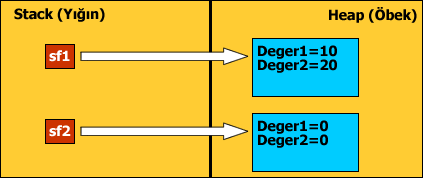 Stack (Yığın)
Heap (Öbek)
sf1
Deger1=10
Deger2=20
sf2
Deger1=0
Deger2=0